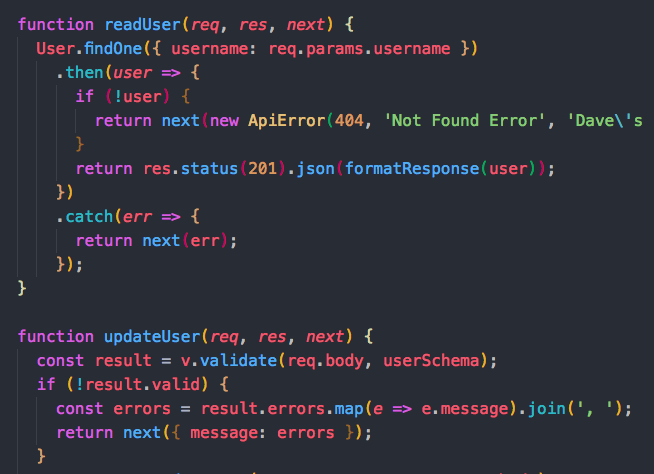 function readUser(req, res, next) {
  User.findOne({ username: req.params.username })
    .then(user => {
      if (!user) {
        return next(new ApiError(404, 'Not Found Error', 'Dave\'s
      }
      return res.status(201).json(formatResponse(user));
    })
    .catch(err => {
      return next(err);
    });
}

function updateUser(req, res, next) {
  const result = v.validate(req.body, userSchema);
  if (!result.valid) {
    const errors = result.errors.map(e => e.message).join(', ');
    return next({ message: errors });
  }